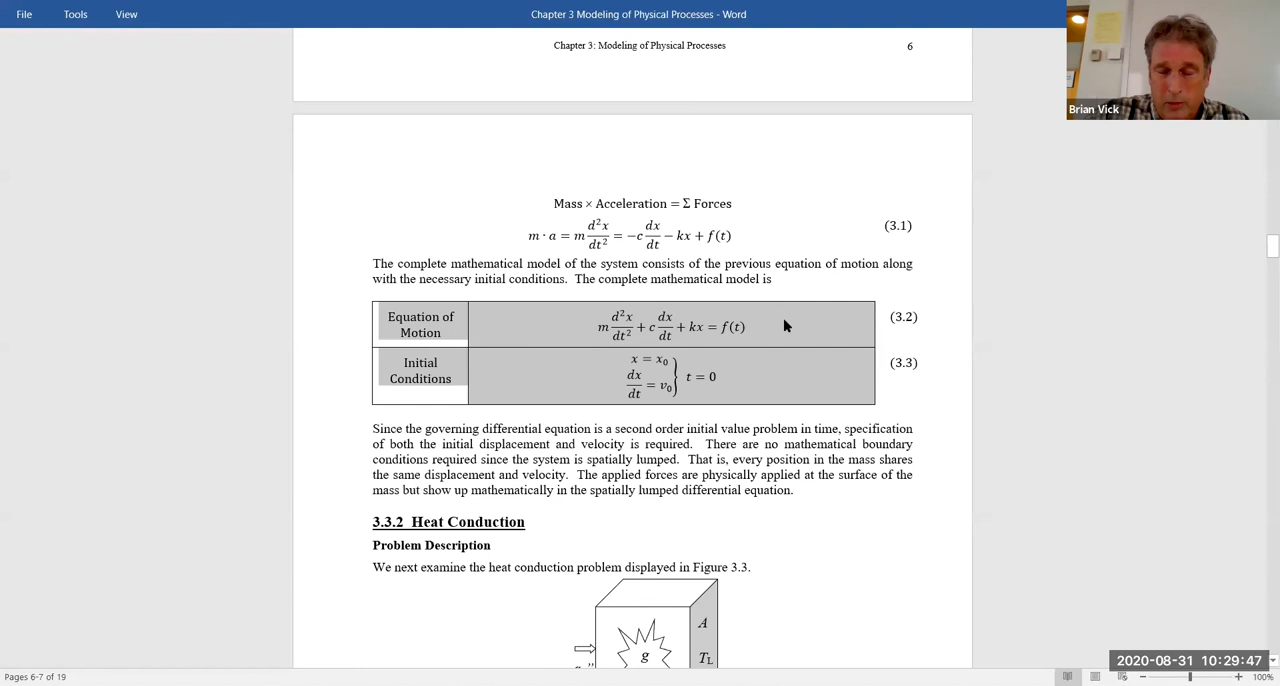 File Tools View Chapter 3 Modeling of Physical Processes - Word
Chapter 3: Modeling of Physical Processes 6
Brian Vick
Mass × Acceleration = Σ Forces
m · a = m d²x/dt² = −c dx/dt − kx + f(t) (3.1)
The complete mathematical model of the system consists of the previous equation of motion along
with the necessary initial conditions. The complete mathematical model is
Equation of Motion m d²x/dt² + c dx/dt + kx = f(t) (3.2)
Initial Conditions x = x₀ dx/dt = v₀ } t = 0 (3.3)
Since the governing differential equation is a second order initial value problem in time, specification
of both the initial displacement and velocity is required. There are no mathematical boundary
conditions required since the system is spatially lumped. That is, every position in the mass shares
the same displacement and velocity. The applied forces are physically applied at the surface of the
mass but show up mathematically in the spatially lumped differential equation.
3.3.2 Heat Conduction
Problem Description
We next examine the heat conduction problem displayed in Figure 3.3.
A
g T_L
2020-08-31 10:29:47
Pages 6-7 of 19 100%